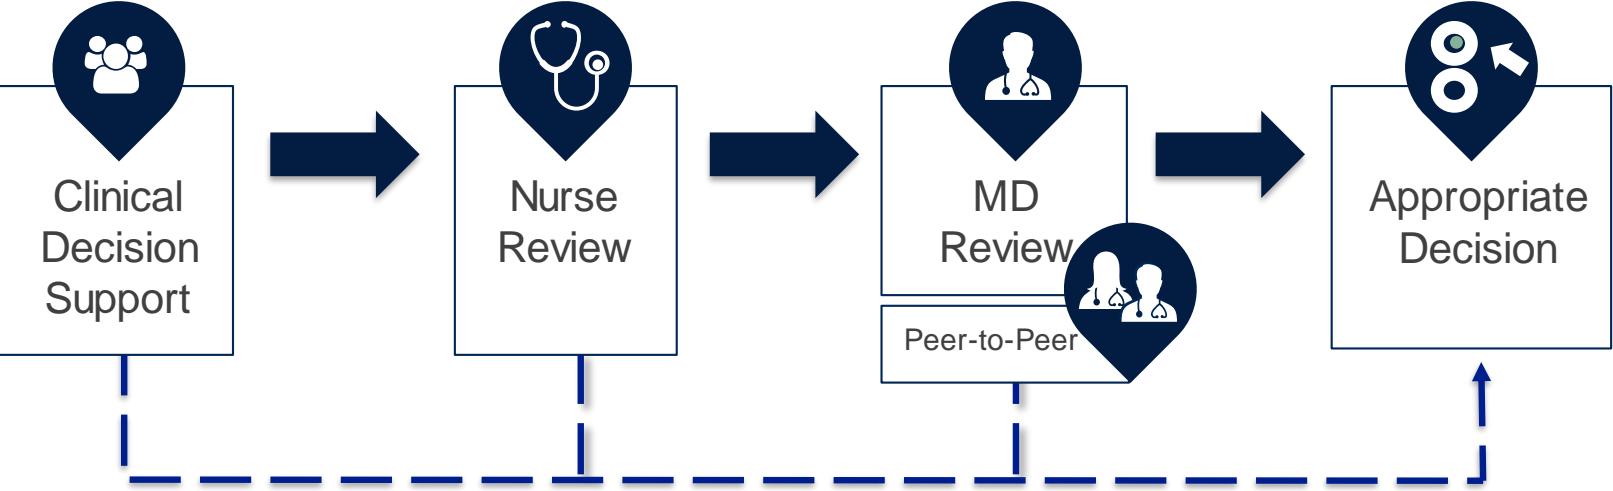 Clinical
Decision
Support
Nurse
Review
MD
Review
Peer-to-Peer
Appropriate
Decision